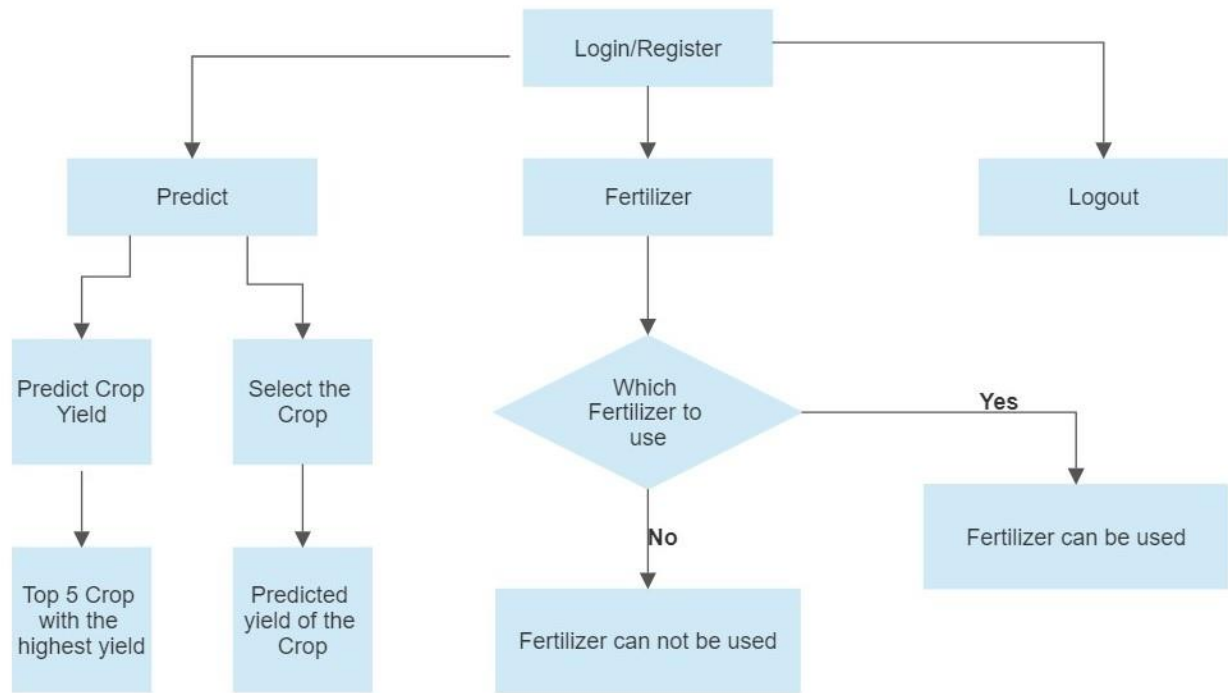 Login/Register
Predict
Fertilizer
Logout
Predict Crop
Yield
Select the
Crop
Which
Fertilizer to
use
Yes
No
Fertilizer can be used
Top 5 Crop
with the
highest yield
Predicted
yield of the
Crop
Fertilizer can not be used